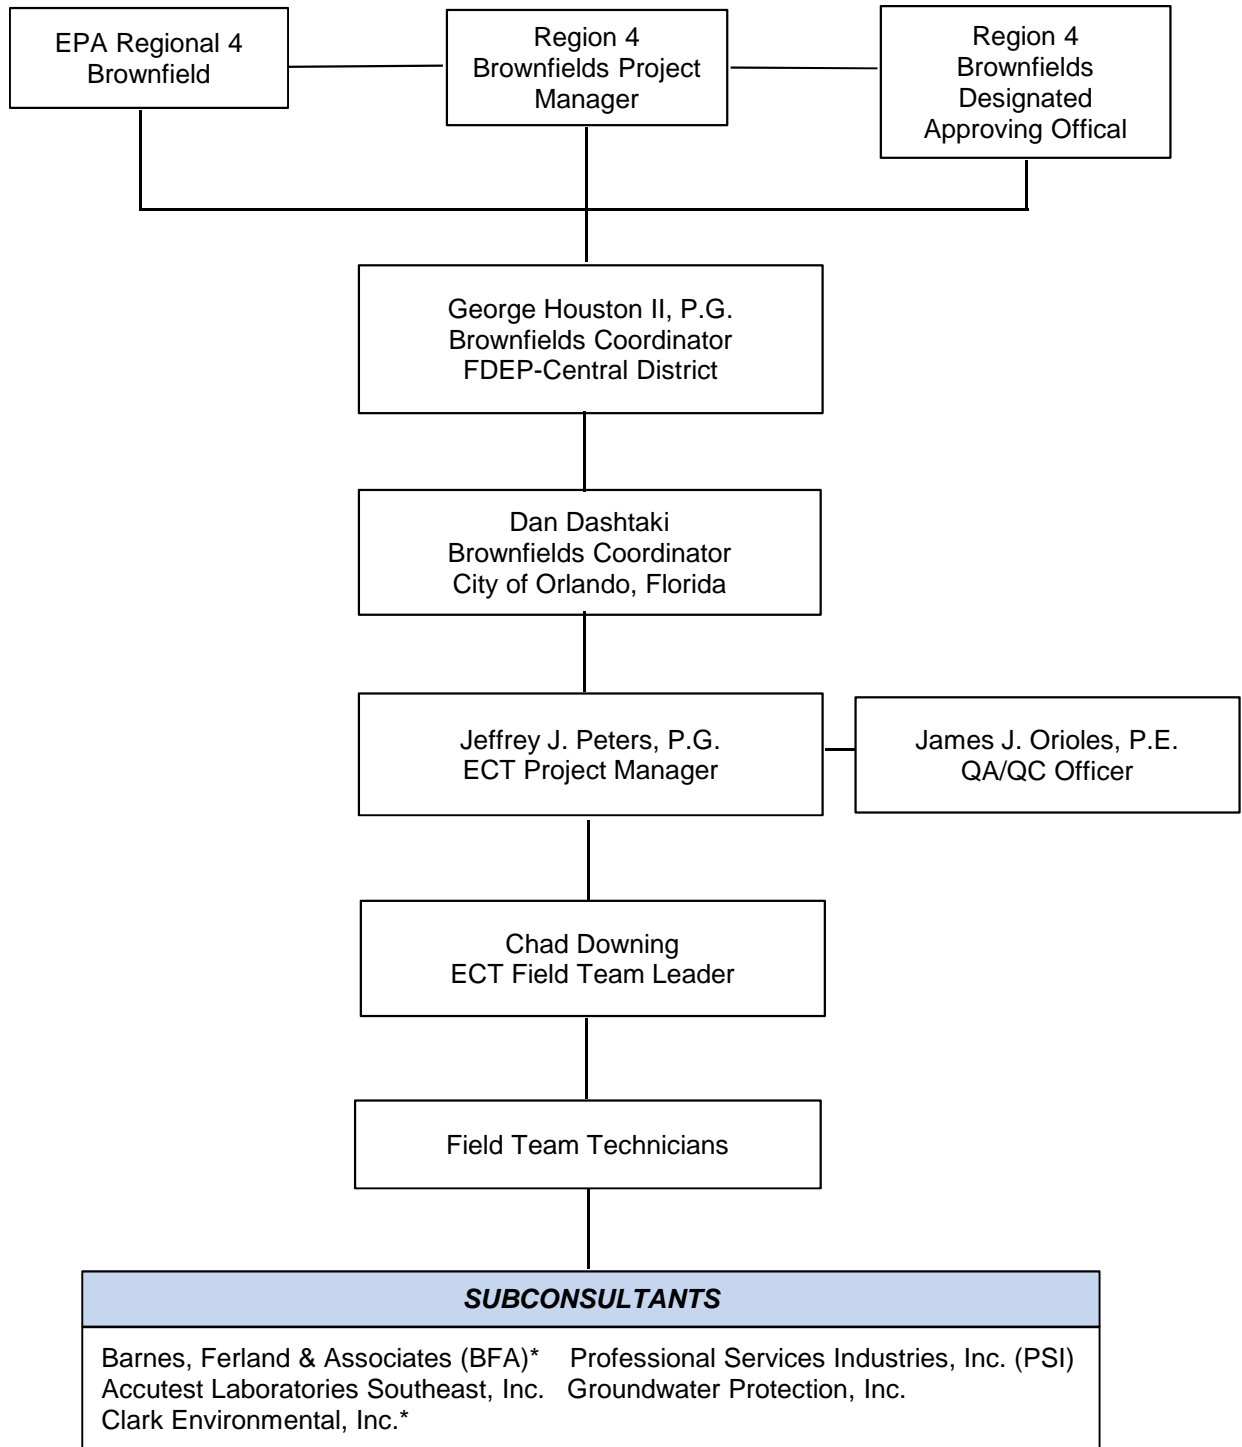 EPA Regional 4
Brownfield
Region 4
Brownfields Project
Manager
Region 4
Brownfields
Designated
Approving Offical
George Houston II, P.G.
Brownfields Coordinator
FDEP-Central District
Dan Dashtaki
Brownfields Coordinator
City of Orlando, Florida
Jeffrey J. Peters, P.G.
ECT Project Manager
James J. Orioles, P.E.
QA/QC Officer
Chad Downing
ECT Field Team Leader
Field Team Technicians
SUBCONSULTANTS
Barnes, Ferland & Associates (BFA)* Professional Services Industries, Inc. (PSI)
Accutest Laboratories Southeast, Inc. Groundwater Protection, Inc.
Clark Environmental, Inc.*